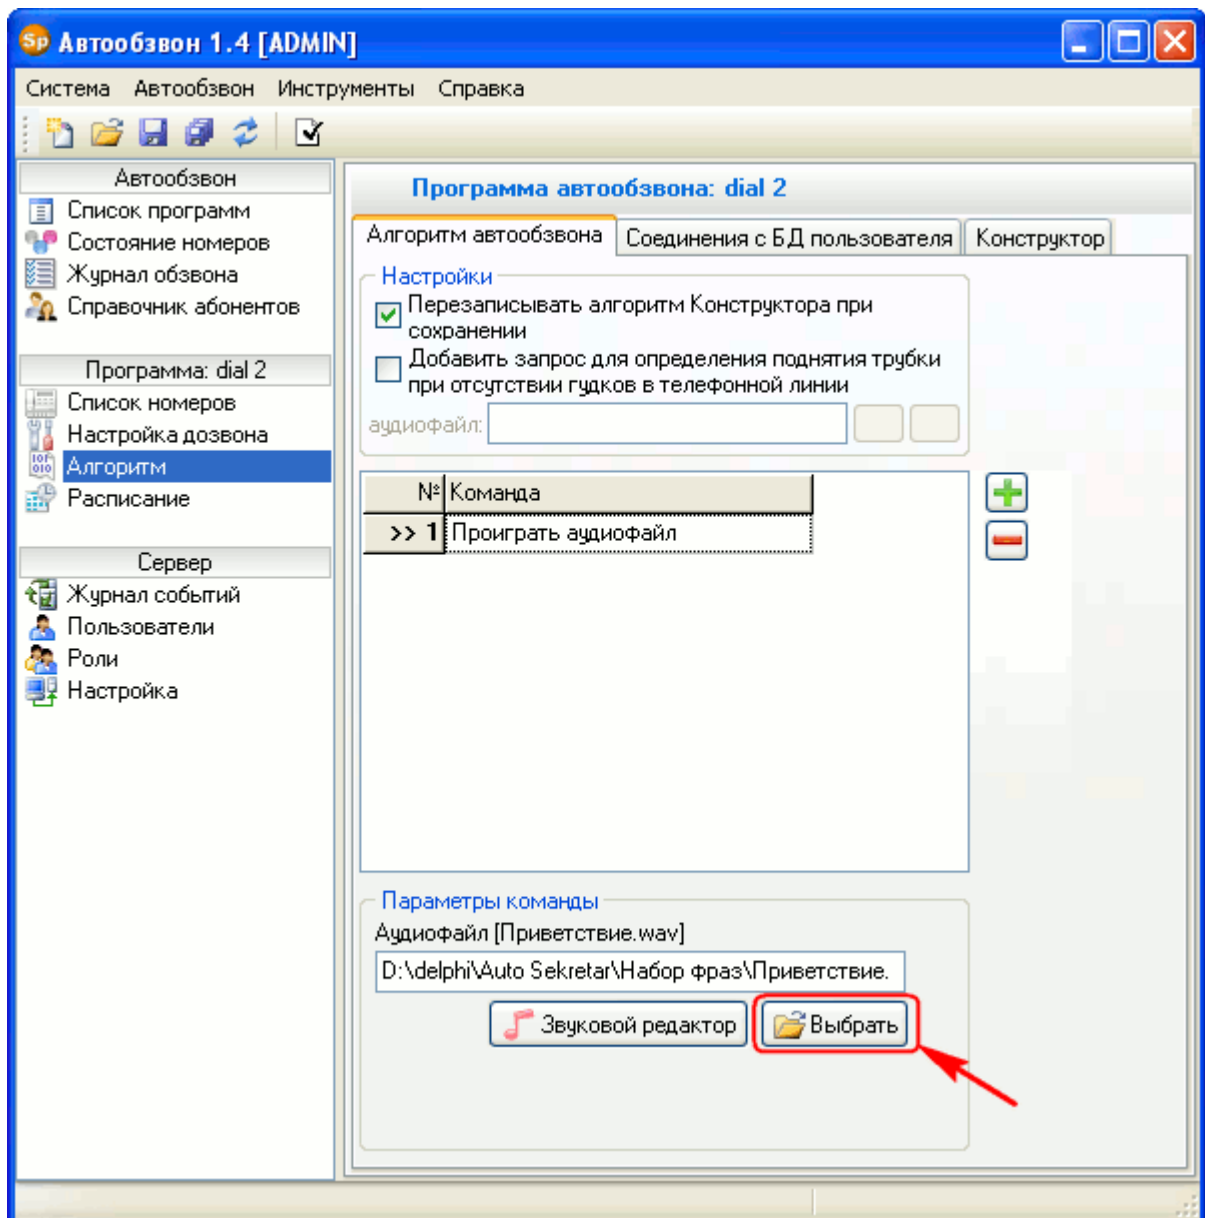 Sp Автообзвон 1.4 [ADMIN]
Система Автообзвон Инструменты Справка
Автообзвон
Список программ
Состояние номеров
Журнал обзвона
Справочник абонентов
Программа: dial 2
Список номеров
Настройка дозвона
Алгоритм
Расписание
Сервер
Журнал событий
Пользователи
Роли
Настройка
Программа автообзвона: dial 2
Алгоритм автообзвона Соединения с БД пользователя Конструктор
Настройки
Перезаписывать алгоритм Конструктора при
сохранении
Добавить запрос для определения поднятия трубки
при отсутствии гудков в телефонной линии
аудиофайл:
№ Команда
>> 1 Проиграть аудиофайл
Параметры команды
Аудиофайл [Приветствие.wav]
D:\delphi\Auto Sekretar\Набор фраз\Приветствие.
Звуковой редактор Выбрать